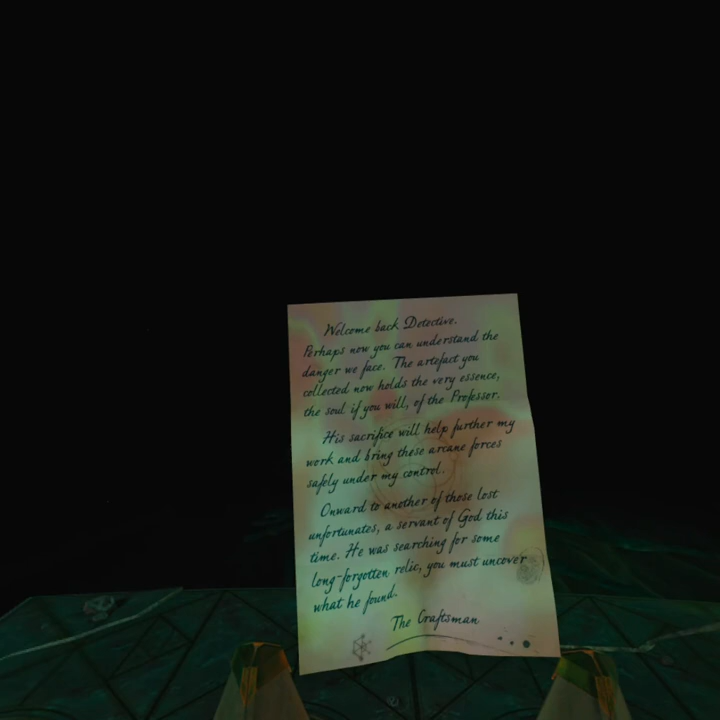 Welcome back Detective.
Perhaps now you can understand the
danger we face. The artefact you
collected now holds the very essence,
the soul if you will, of the Professor.
His sacrifice will help further my
work and bring these arcane forces
safely under my control.
Onward to another of those lost
unfortunates, a servant of God this
time. He was searching for some
long-forgotten relic, you must uncover
what he found.
The Craftsman